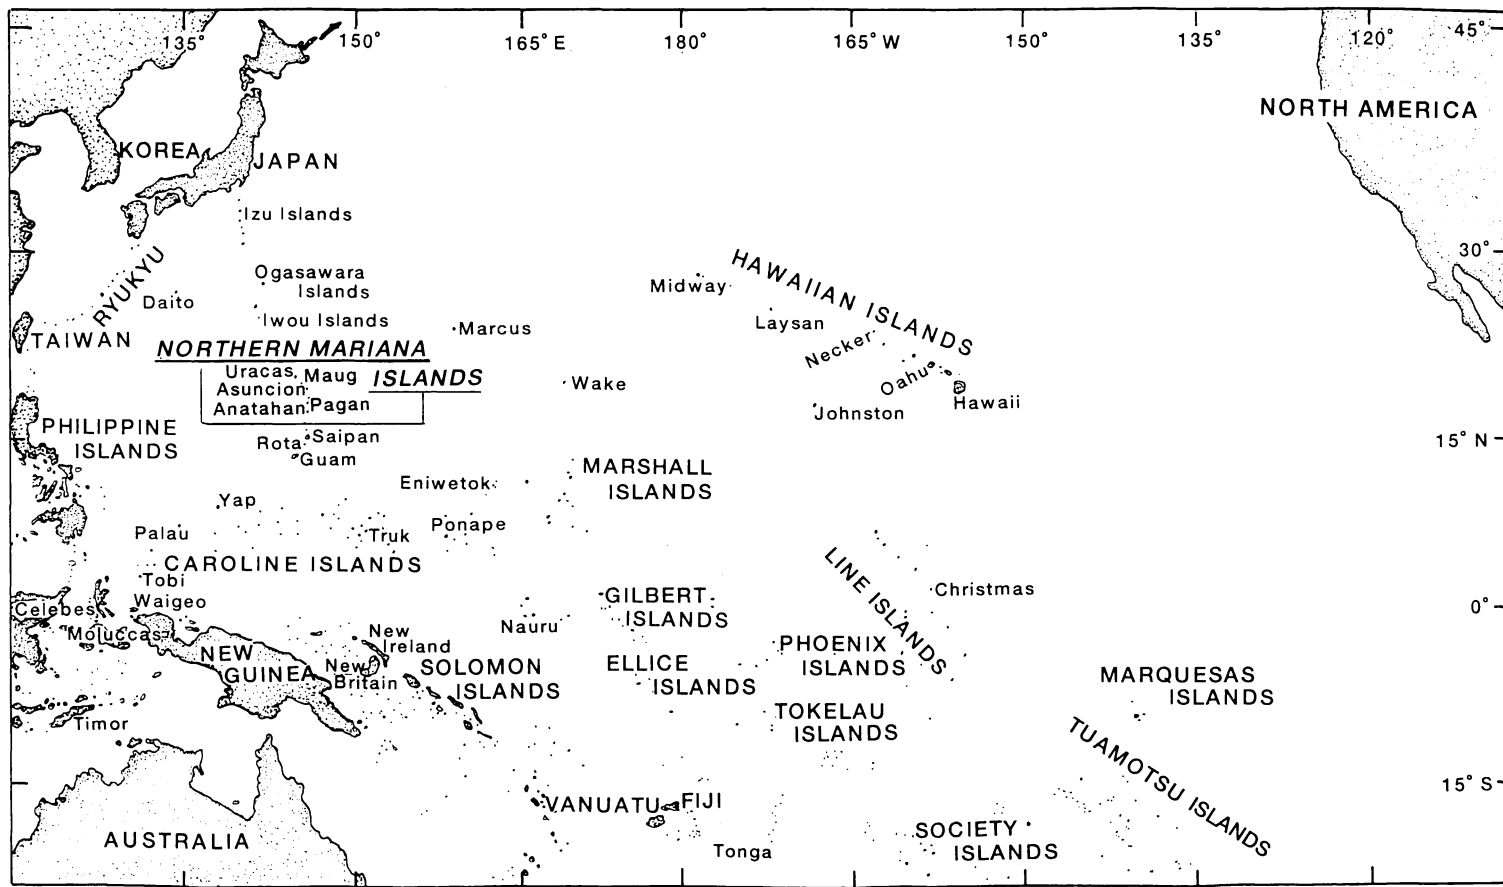 135° 150° 165°E 180° 165°W 150° 135° 120° 45°
NORTH AMERICA
KOREA
JAPAN
Izu Islands
30°
RYUKYU
Daito
Ogasawara
Islands
Iwou Islands
Marcus
TAIWAN
NORTHERN MARIANA
ISLANDS
Uracas
Maug
Asuncion
Anatahan
Pagan
Midway
HAWAIIAN ISLANDS
Laysan
Necker
Oahu
Hawaii
Wake
Johnston
PHILIPPINE
ISLANDS
Rota
Saipan
Guam
15° N
MARSHALL
ISLANDS
Eniwetok
Yap
Palau
Truk
Ponape
CAROLINE ISLANDS
Tobi
Waigeo
Celebes
Moluccas
GILBERT
ISLANDS
LINE ISLANDS
Christmas
0°
Nauru
New
Ireland
NEW
GUINEA
New
Britain
SOLOMON
ISLANDS
ELLICE
ISLANDS
PHOENIX
ISLANDS
MARQUESAS
ISLANDS
Timor
TOKELAU
ISLANDS
TUAMOTSU ISLANDS
15° S
VANUATU
FIJI
AUSTRALIA
Tonga
SOCIETY
ISLANDS